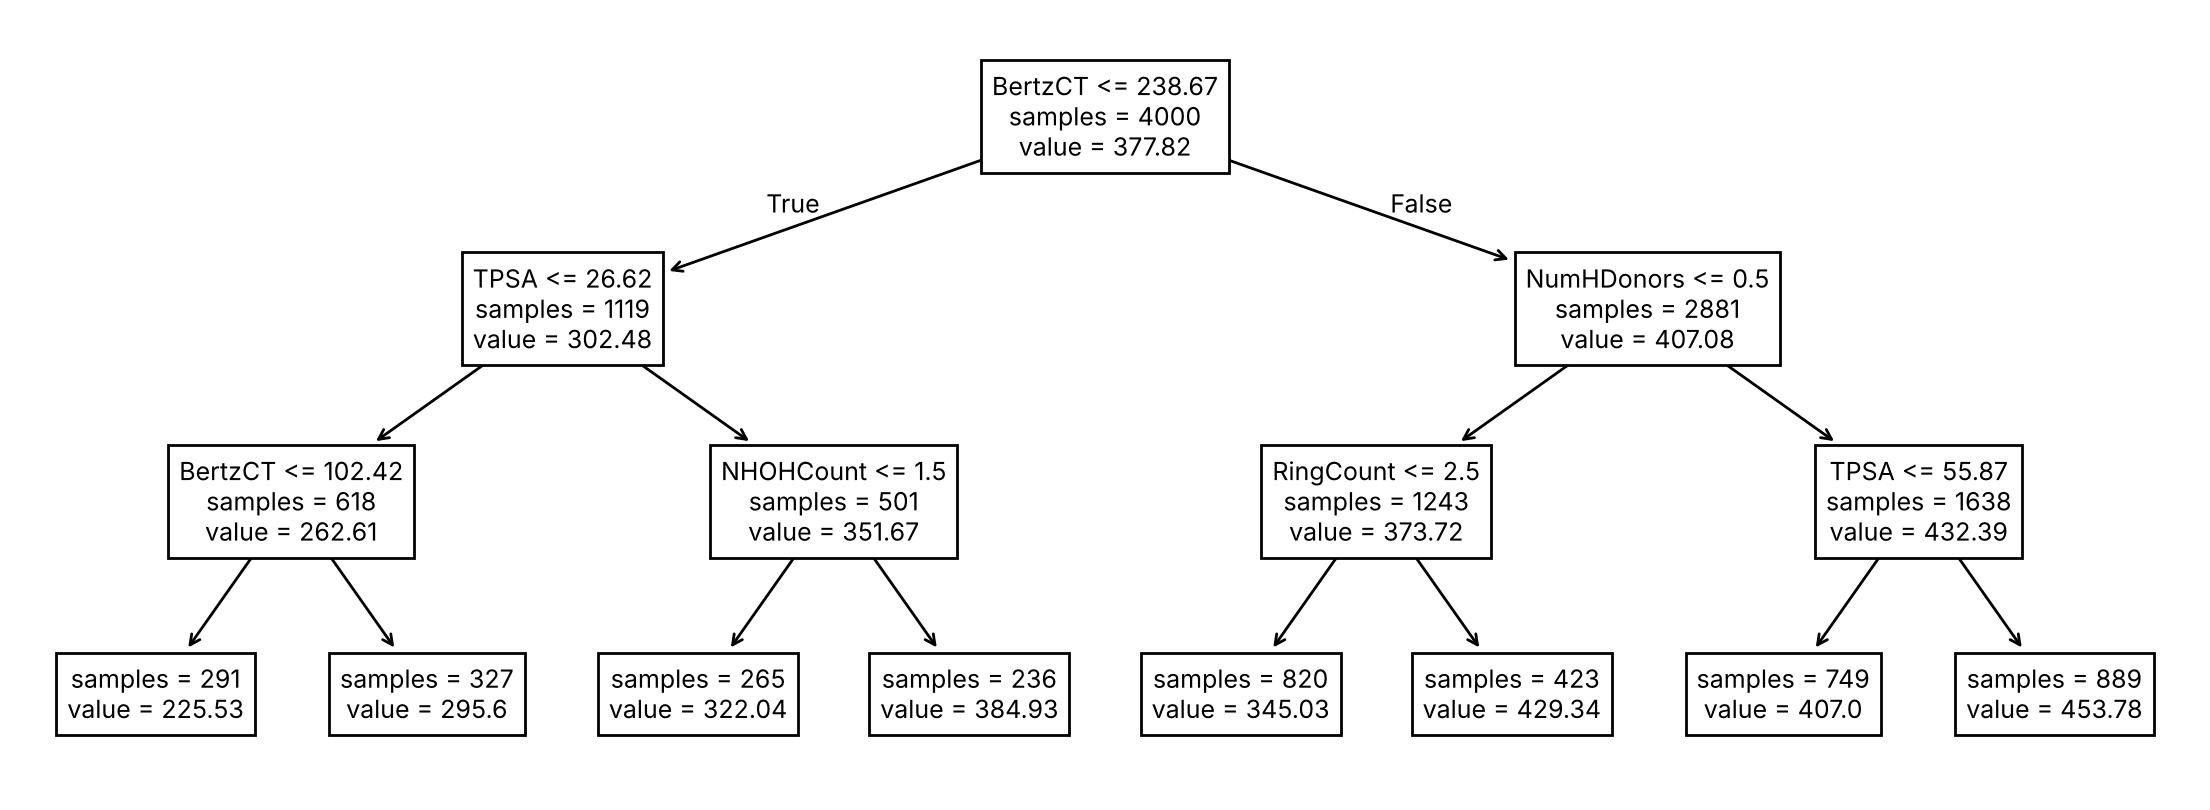 BertzCT <= 238.67
samples = 4000
value = 377.82
True
False
TPSA <= 26.62
samples = 1119
value = 302.48
NumHDonors <= 0.5
samples = 2881
value = 407.08
BertzCT <= 102.42
samples = 618
value = 262.61
NHOHCount <= 1.5
samples = 501
value = 351.67
RingCount <= 2.5
samples = 1243
value = 373.72
TPSA <= 55.87
samples = 1638
value = 432.39
samples = 291
value = 225.53
samples = 327
value = 295.6
samples = 265
value = 322.04
samples = 236
value = 384.93
samples = 820
value = 345.03
samples = 423
value = 429.34
samples = 749
value = 407.0
samples = 889
value = 453.78